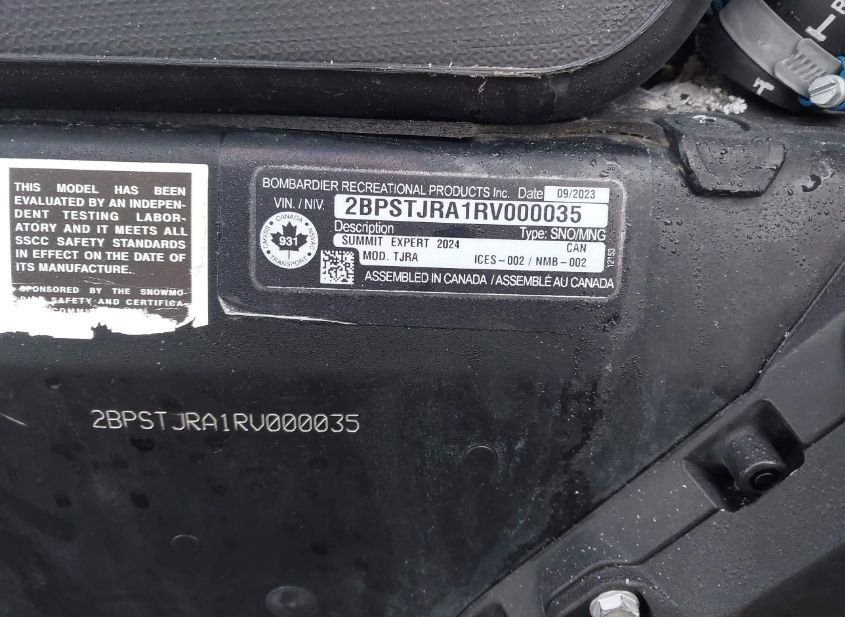 THIS MODEL HAS BEEN
EVALUATED BY AN INDEPEN-
DENT TESTING LABOR-
ATORY AND IT MEETS ALL
SSCC SAFETY STANDARDS
IN EFFECT ON THE DATE OF
ITS MANUFACTURE.
SPONSORED BY THE SNOWMO-
SAFETY AND CERTIFICA-
BOMBARDIER RECREATIONAL PRODUCTS Inc. Date 09/2023
VIN. / NIV. 2BPSTJRA1RV000035
Description Type: SNO/MNG
SUMMIT EXPERT 2024 CAN
MOD. TJRA ICES-002 / NMB-002
ASSEMBLED IN CANADA / ASSEMBLÉ AU CANADA
CANADA
931
TRANSPORT
12152
2BPSTJRA1RV000035